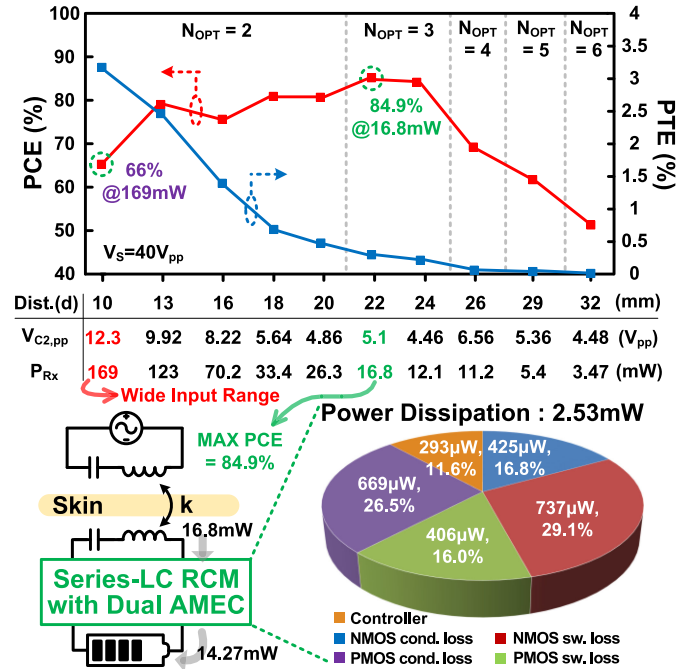 N_OPT = 2
N_OPT = 3
N_OPT = 4
N_OPT = 5
N_OPT = 6
PCE (%)
100
90
80
70
60
50
40
PTE (%)
4
3.5
3
2.5
2
1.5
1
0.5
0
66%
@169mW
84.9%
@16.8mW
V_S=40V_pp
Dist.(d) 10 13 16 18 20 22 24 26 29 32 (mm)
V_C2,pp 12.3 9.92 8.22 5.64 4.86 5.1 4.46 6.56 5.36 4.48 (V_pp)
P_Rx 169 123 70.2 33.4 26.3 16.8 12.1 11.2 5.4 3.47 (mW)
Wide Input Range
MAX PCE
= 84.9%
Skin
k
16.8mW
Series-LC RCM
with Dual AMEC
14.27mW
Power Dissipation : 2.53mW
293µW,
11.6%
425µW,
16.8%
669µW,
26.5%
737µW,
29.1%
406µW,
16.0%
Controller
NMOS cond. loss
NMOS sw. loss
PMOS cond. loss
PMOS sw. loss